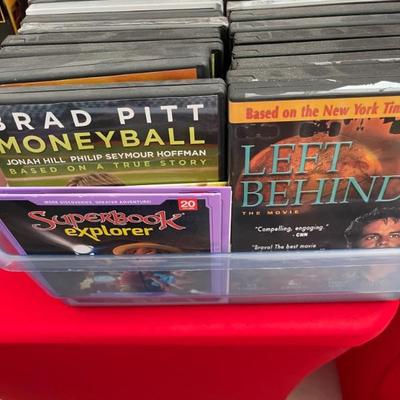 BRAD PITT
MONEYBALL
JONAH HILL PHILIP SEYMOUR HOFFMAN
BASED ON A TRUE STORY
MORE DISCOVERIES, GREATER ADVENTURE!
SUPERBOOK
explorer
20
Based on the New York Tim
LEFT
BEHIND
THE MOVIE
"Compelling, engaging."
- CNN
"Bravo! The best movie